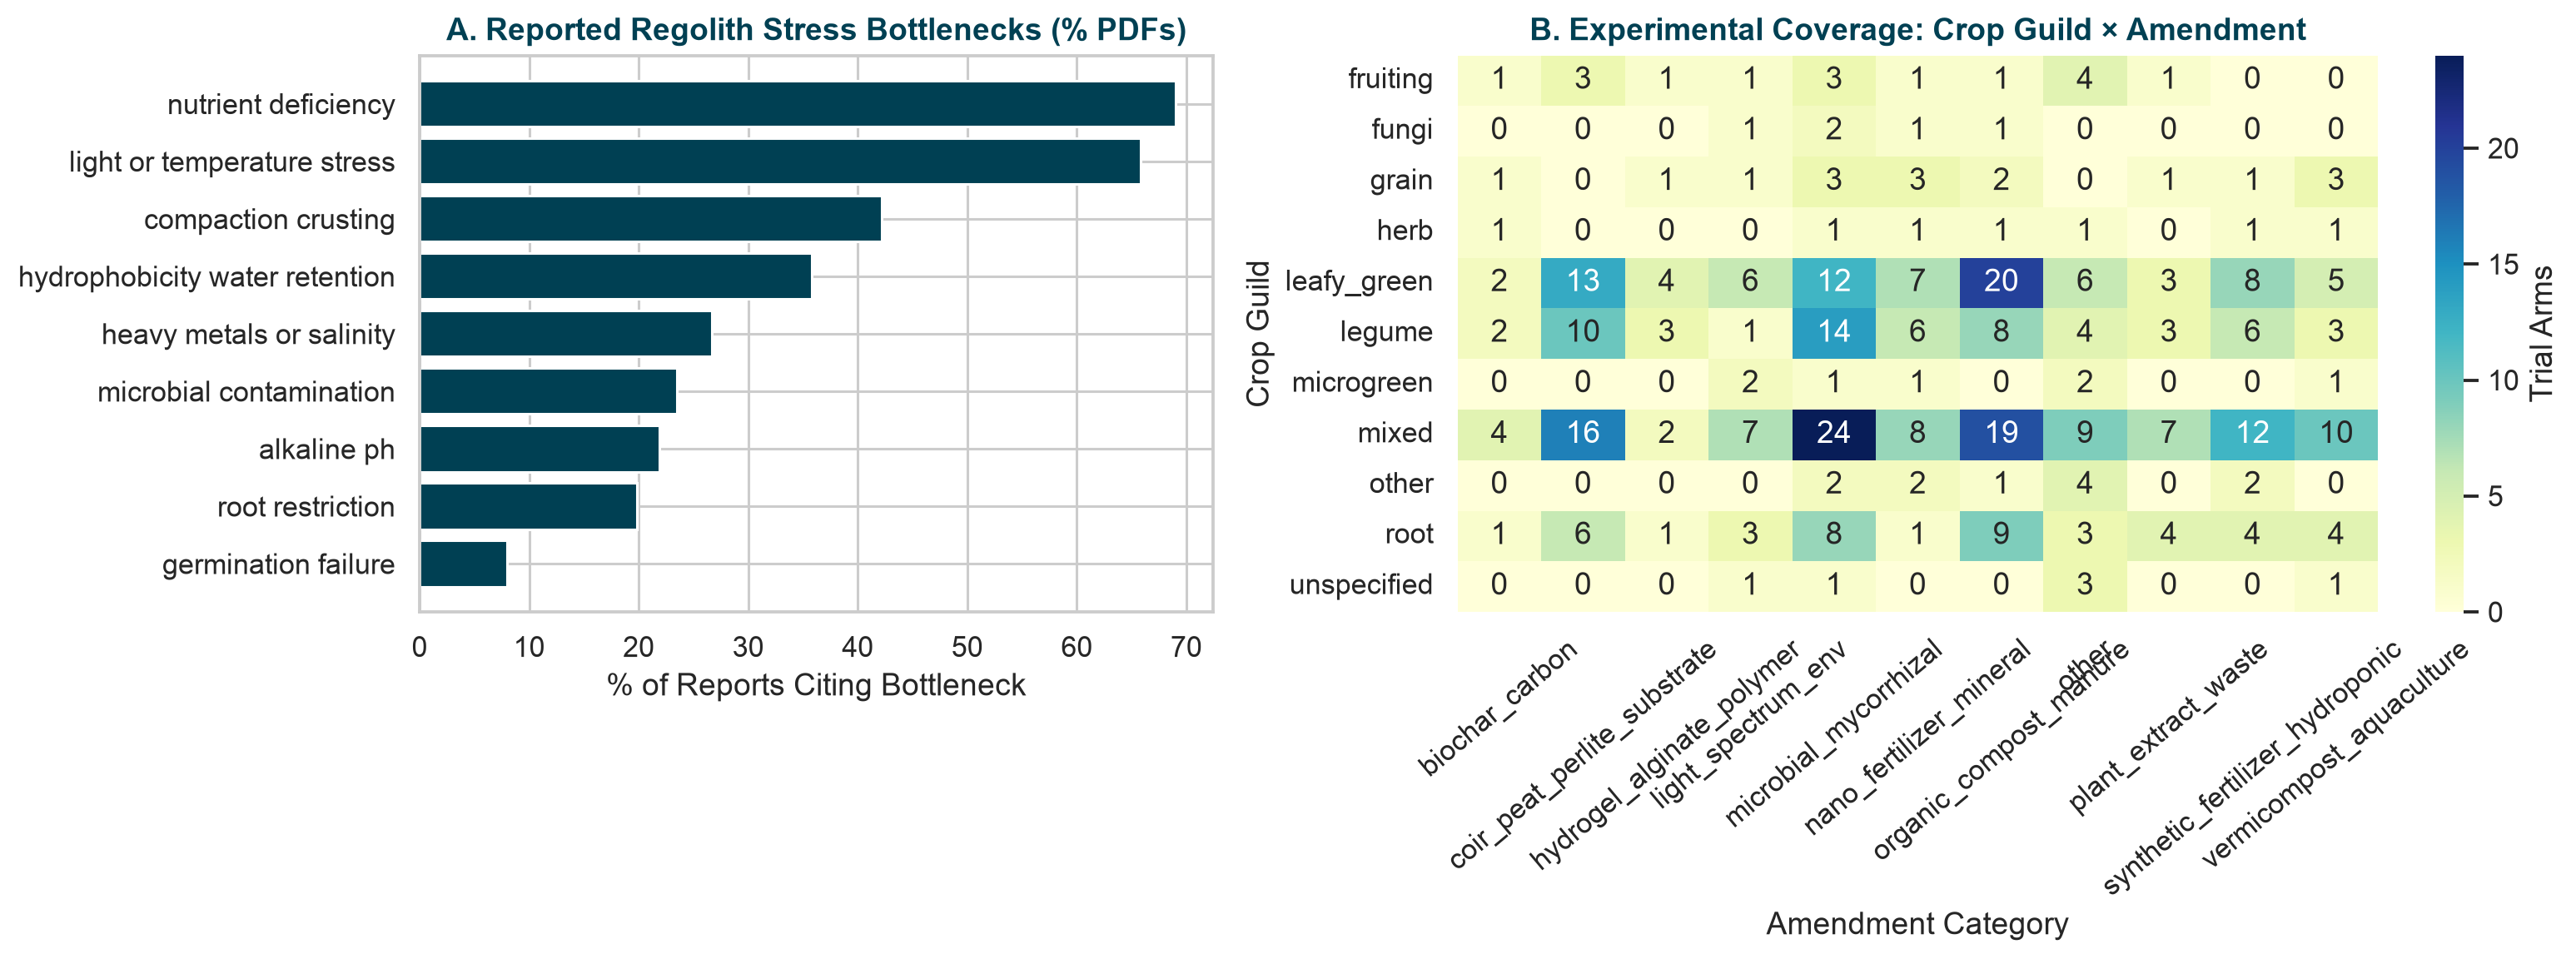 A. Reported Regolith Stress Bottlenecks (% PDFs)
nutrient deficiency
light or temperature stress
compaction crusting
hydrophobicity water retention
heavy metals or salinity
microbial contamination
alkaline ph
root restriction
germination failure
0 10 20 30 40 50 60 70
% of Reports Citing Bottleneck
B. Experimental Coverage: Crop Guild × Amendment
Crop Guild
fruiting 1 3 1 1 3 1 1 4 1 0 0
fungi 0 0 0 1 2 1 1 0 0 0 0
grain 1 0 1 1 3 3 2 0 1 1 3
herb 1 0 0 0 1 1 1 1 0 1 1
leafy_green 2 13 4 6 12 7 20 6 3 8 5
legume 2 10 3 1 14 6 8 4 3 6 3
microgreen 0 0 0 2 1 1 0 2 0 0 1
mixed 4 16 2 7 24 8 19 9 7 12 10
other 0 0 0 0 2 2 1 4 0 2 0
root 1 6 1 3 8 1 9 3 4 4 4
unspecified 0 0 0 1 1 0 0 3 0 0 1
biochar_carbon
coir_peat_perlite_substrate
hydrogel_alginate_polymer
light_spectrum_env
microbial_mycorrhizal
nano_fertilizer_mineral
organic_compost_manure
other
plant_extract_waste
synthetic_fertilizer_hydroponic
vermicompost_aquaculture
Amendment Category
20
15
10
5
0
Trial Arms